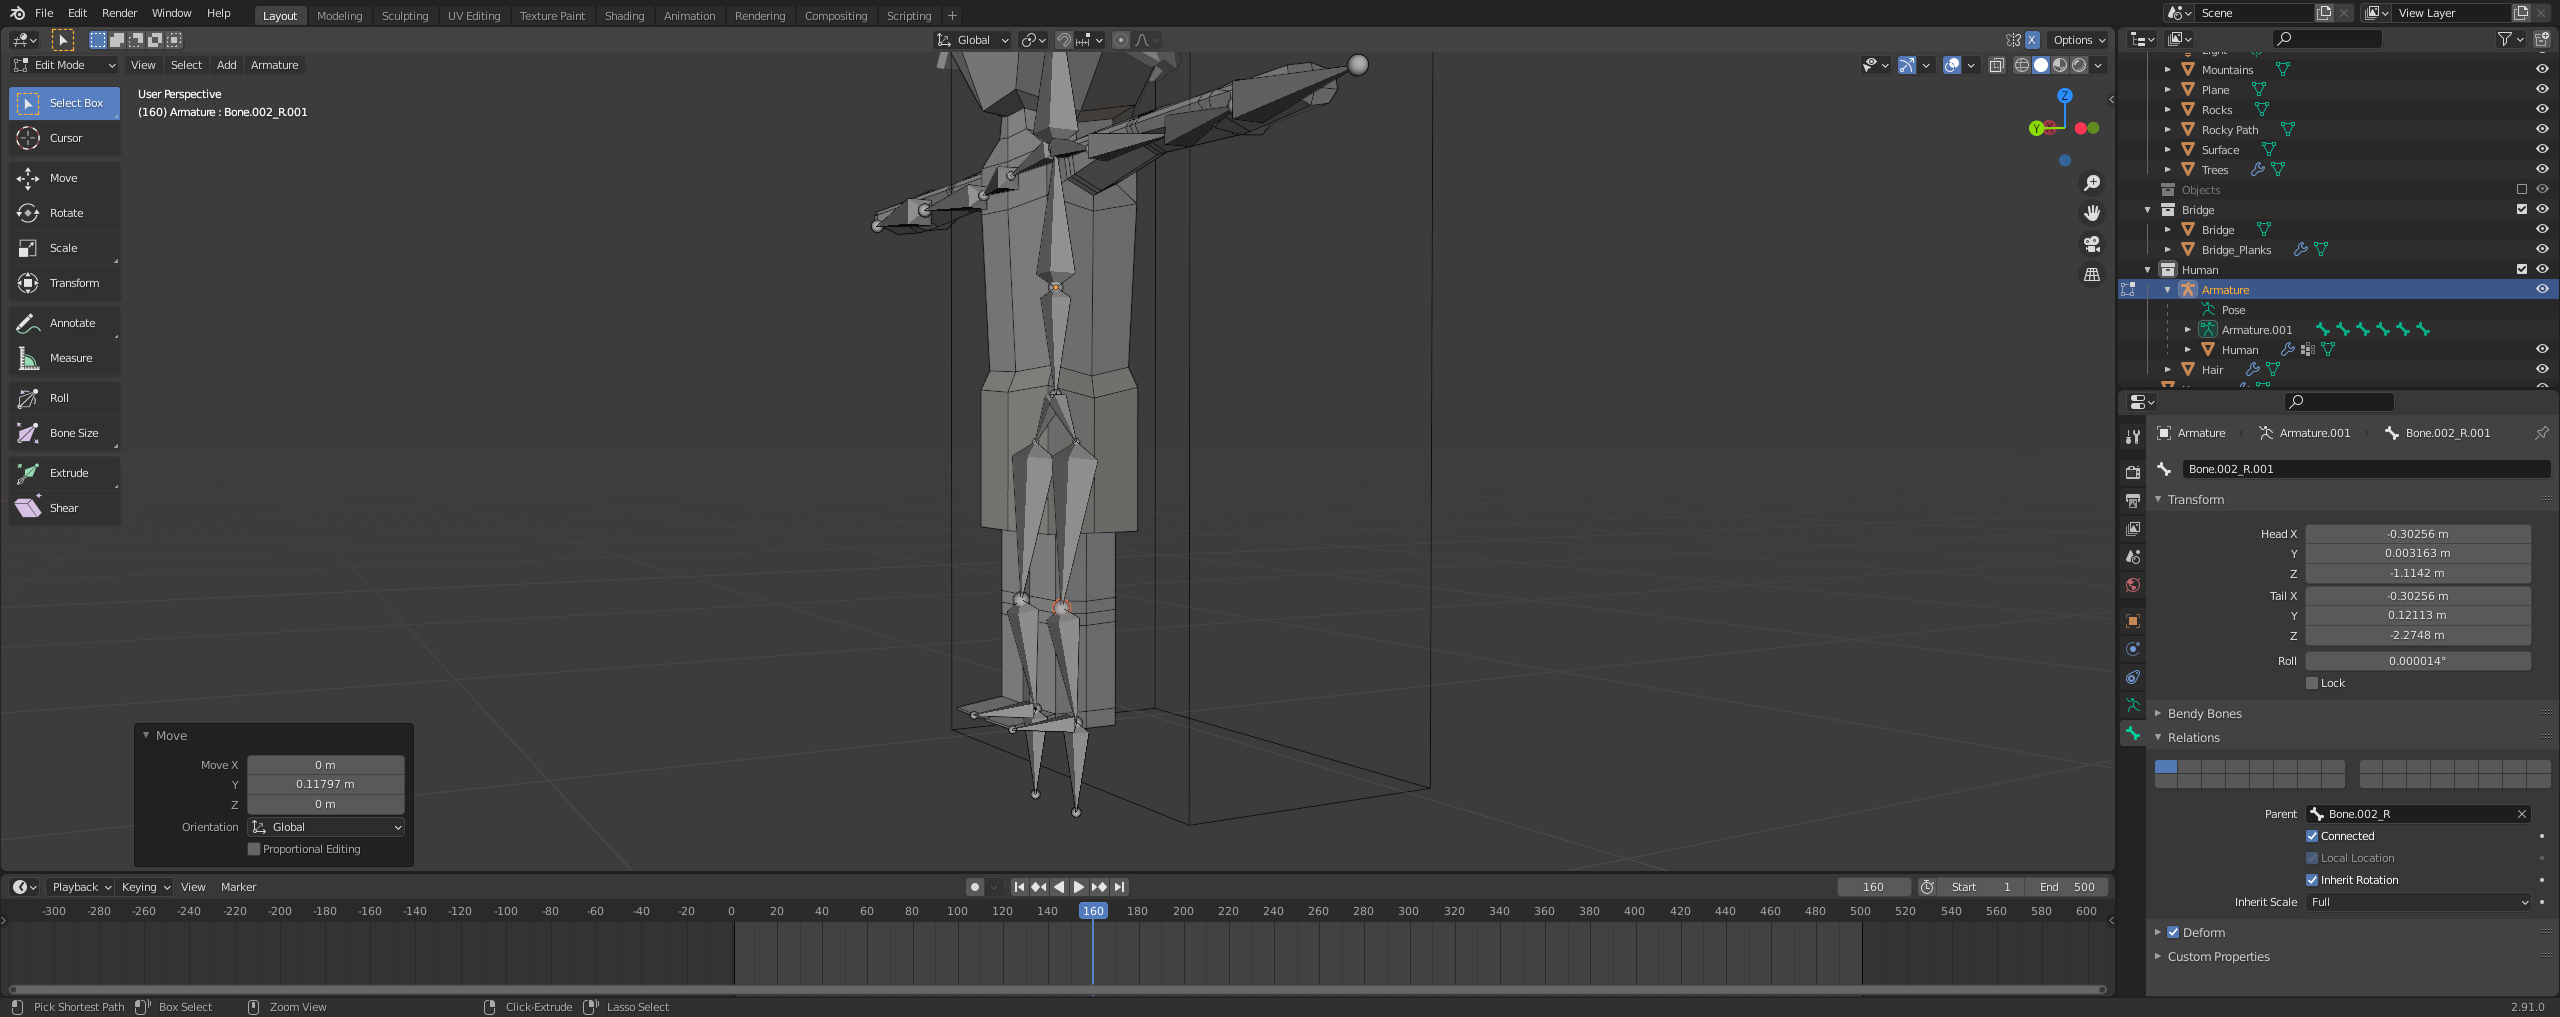 File Edit Render Window Help Layout Modeling Sculpting UV Editing Texture Paint Shading Animation Rendering Compositing Scripting + Scene View Layer
Global X Options
Edit Mode View Select Add Armature
User Perspective
(160) Armature : Bone.002_R.001
Select Box
Cursor
Move
Rotate
Scale
Transform
Annotate
Measure
Roll
Bone Size
Extrude
Shear
Z
Y
Light
Mountains
Plane
Rocks
Rocky Path
Surface
Trees
Objects
Bridge
Bridge
Bridge_Planks
Human
Armature
Pose
Armature.001
Human
Hair
Armature Armature.001 Bone.002_R.001
Bone.002_R.001
Transform
Head X -0.30256 m
Y 0.003163 m
Z -1.1142 m
Tail X -0.30256 m
Y 0.12113 m
Z -2.2748 m
Roll 0.000014°
Lock
Bendy Bones
Relations
Parent Bone.002_R
Connected
Local Location
Inherit Rotation
Inherit Scale Full
Deform
Custom Properties
Move
Move X 0 m
Y 0.11797 m
Z 0 m
Orientation Global
Proportional Editing
Playback Keying View Marker 160 Start 1 End 500
-300 -280 -260 -240 -220 -200 -180 -160 -140 -120 -100 -80 -60 -40 -20 0 20 40 60 80 100 120 140 160 180 200 220 240 260 280 300 320 340 360 380 400 420 440 460 480 500 520 540 560 580 600
Pick Shortest Path Box Select Zoom View Click-Extrude Lasso Select 2.91.0